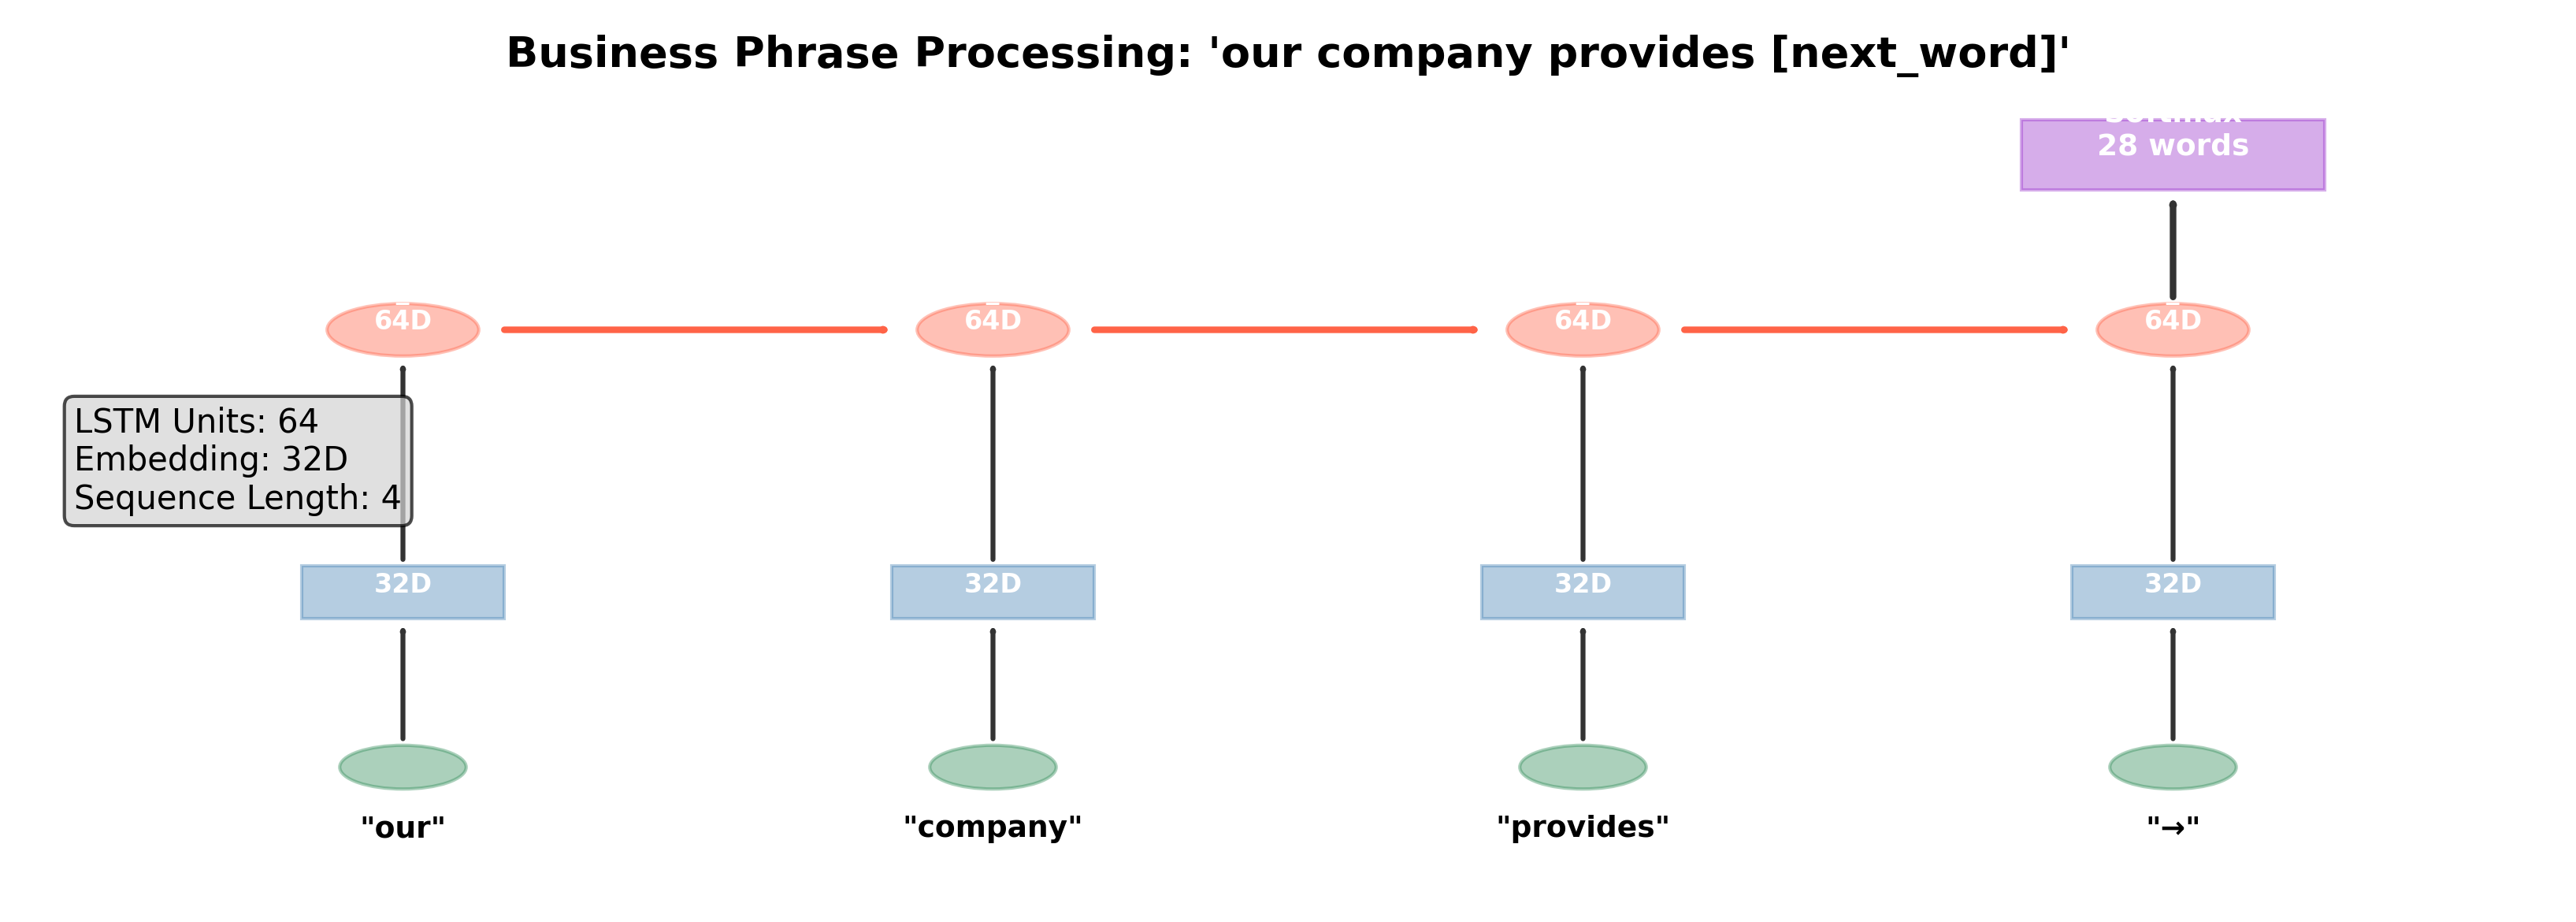 Business Phrase Processing: 'our company provides [next_word]'
28 words
64D
64D
64D
64D
LSTM Units: 64
Embedding: 32D
Sequence Length: 4
32D
32D
32D
32D
"our"
"company"
"provides"
"→"